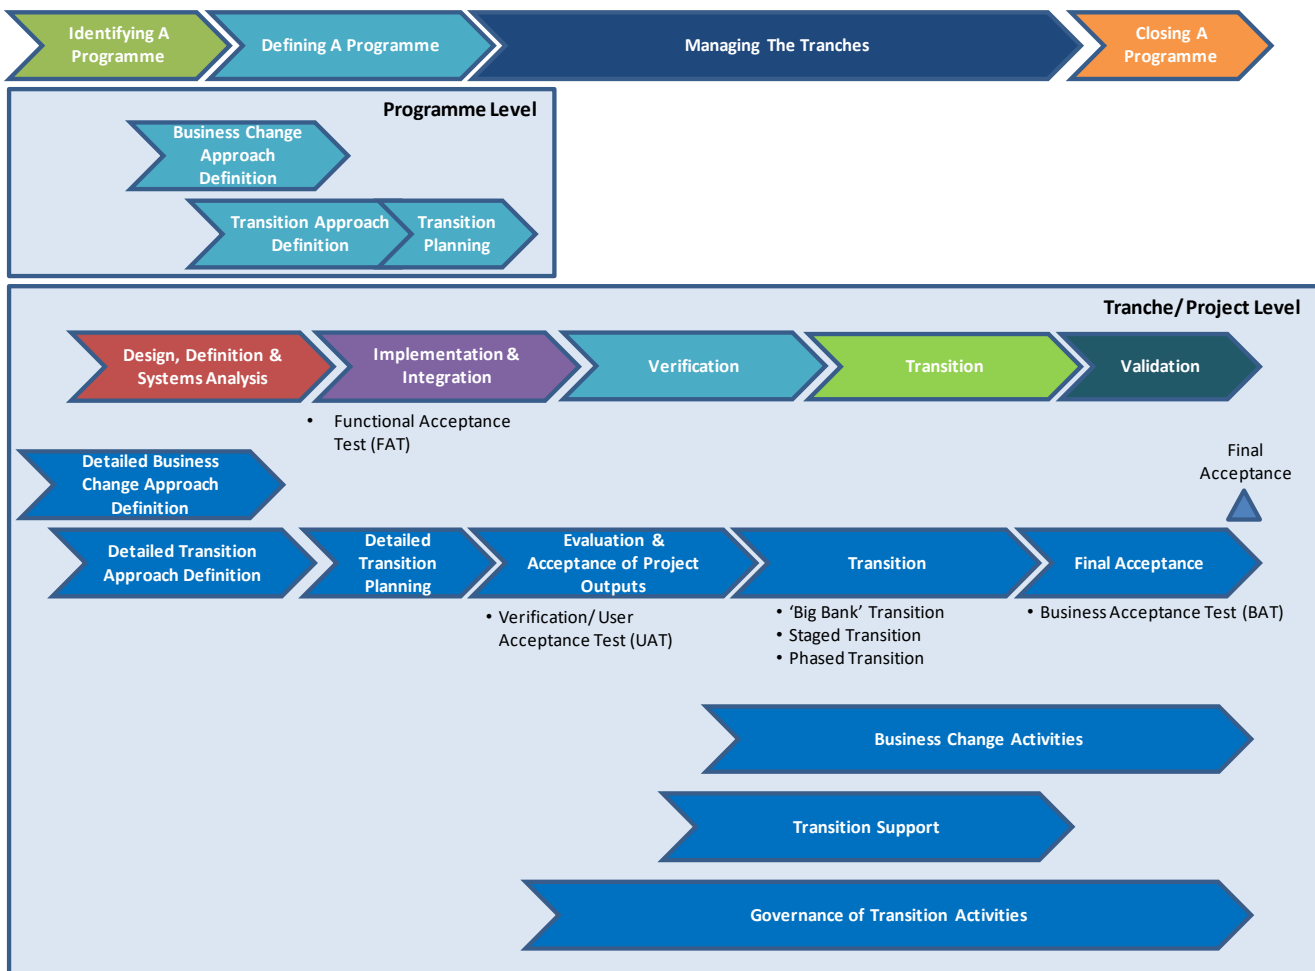 Identifying A
Programme
Defining A Programme
Managing The Tranches
Closing A
Programme
Programme Level
Business Change
Approach
Definition
Transition Approach
Definition
Transition
Planning
Tranche/Project Level
Design, Definition &
Systems Analysis
Implementation &
Integration
Verification
Transition
Validation
• Functional Acceptance
Test (FAT)
Detailed Business
Change Approach
Definition
Final
Acceptance
Detailed Transition
Approach Definition
Detailed
Transition
Planning
Evaluation &
Acceptance of Project
Outputs
Transition
Final Acceptance
• Verification/ User
Acceptance Test (UAT)
• ‘Big Bank’ Transition
• Staged Transition
• Phased Transition
• Business Acceptance Test (BAT)
Business Change Activities
Transition Support
Governance of Transition Activities